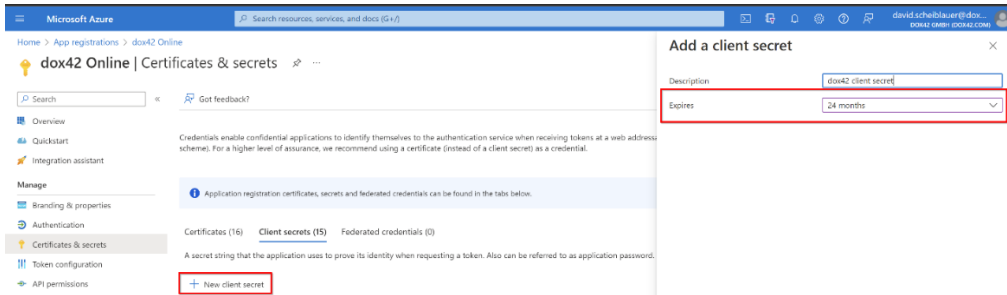 Microsoft Azure
Search resources, services, and docs (G+/)
david.scheiblauer@dox...
DOX42 GMBH (DOX42.COM)
Home > App registrations > dox42 Online
dox42 Online | Certificates & secrets
Search
Got feedback?
Overview
Quickstart
Integration assistant
Manage
Branding & properties
Authentication
Certificates & secrets
Token configuration
API permissions
Credentials enable confidential applications to identify themselves to the authentication service when receiving tokens at a web addressa
scheme). For a higher level of assurance, we recommend using a certificate (instead of a client secret) as a credential.
Application registration certificates, secrets and federated credentials can be found in the tabs below.
Certificates (16) Client secrets (15) Federated credentials (0)
A secret string that the application uses to prove its identity when requesting a token. Also can be referred to as application password.
+ New client secret
Add a client secret
Description
dox42 client secret
Expires
24 months